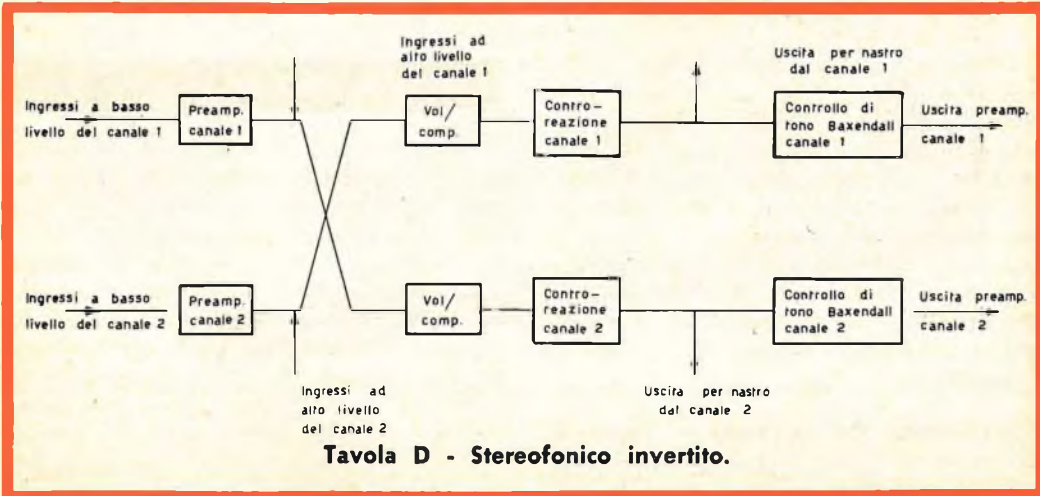 Ingressi ad
alto livello
del canale 1
Uscita per nastro
dal canale 1
Ingressi a basso
livello del canale 1
Preamp.
canale 1
Vol/
comp.
Contro-
reazione
canale 1
Controllo di
tono Baxendall
canale 1
Uscita preamp.
canale 1
Ingressi a basso
livello del canale 2
Preamp.
canale 2
Vol/
comp.
Contro-
reazione
canale 2
Controllo di
tono Baxendall
canale 2
Uscita preamp.
canale 2
Ingressi ad
alto livello
del canale 2
Uscita per nastro
dal canale 2
Tavola D - Stereofonico invertito.